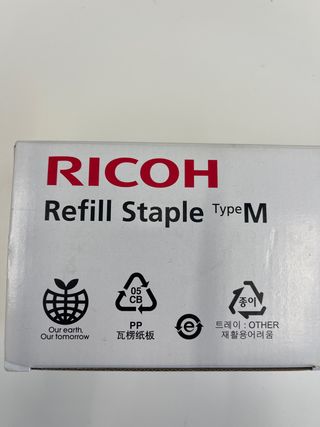 RICOH
Refill Staple Type M
Our earth,
Our tomorrow
05
CB
PP
瓦楞纸板
e
종이
트레이 : OTHER
재활용어려움